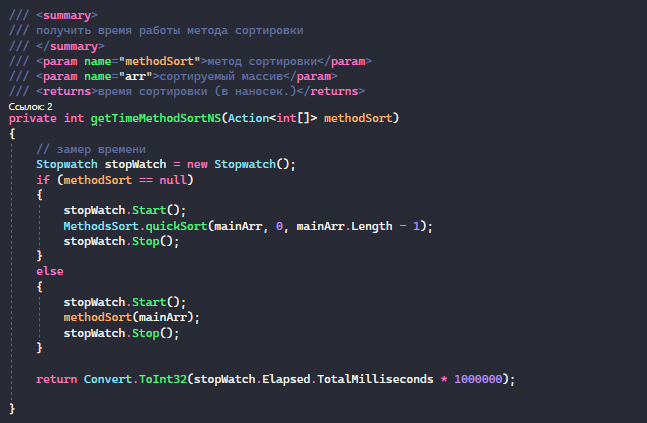 /// <summary>
/// получить время работы метода сортировки
/// </summary>
/// <param name="methodSort">метод сортировки</param>
/// <param name="arr">сортируемый массив</param>
/// <returns>время сортировки (в наносек.)</returns>
Ссылок: 2
private int getTimeMethodSortNS(Action<int[]> methodSort)
{
    // замер времени
    Stopwatch stopWatch = new Stopwatch();
    if (methodSort == null)
    {
        stopWatch.Start();
        MethodsSort.quickSort(mainArr, 0, mainArr.Length - 1);
        stopWatch.Stop();
    }
    else
    {
        stopWatch.Start();
        methodSort(mainArr);
        stopWatch.Stop();
    }

    return Convert.ToInt32(stopWatch.Elapsed.TotalMilliseconds * 1000000);

}